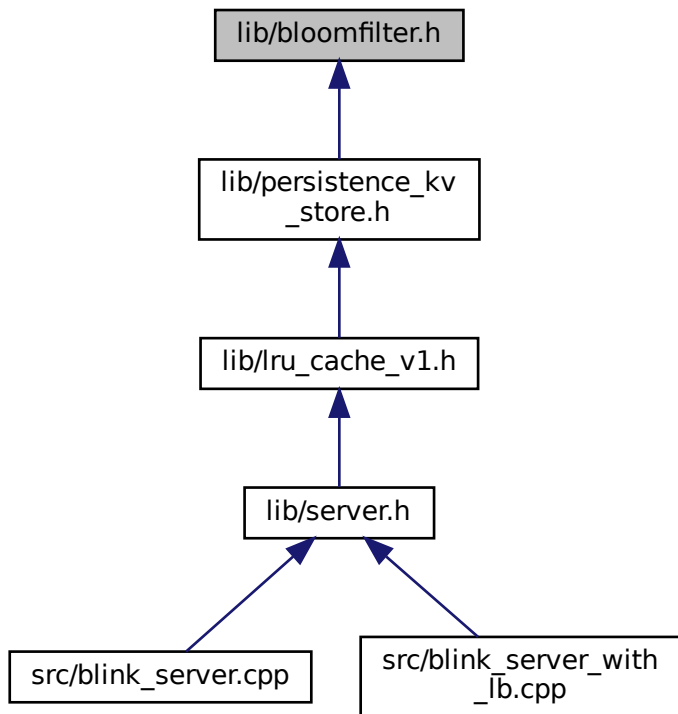 lib/bloomfilter.h
lib/persistence_kv
_store.h
lib/lru_cache_v1.h
lib/server.h
src/blink_server.cpp
src/blink_server_with
_lb.cpp